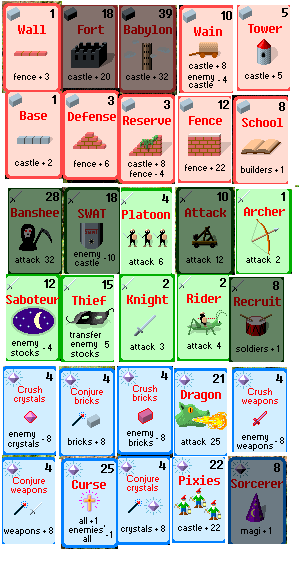 1
Wall
fence + 3
18
Fort
castle + 20
39
Babylon
castle + 32
10
Wain
castle + 8
enemy - 4
castle
5
Tower
castle + 5
1
Base
castle + 2
3
Defense
fence + 6
3
Reserve
castle + 8
fence - 4
12
Fence
fence + 22
8
School
builders + 1
28
Banshee
attack 32
18
SWAT
enemy
castle -10
4
Platoon
attack 6
10
Attack
attack 12
1
Archer
attack 2
12
Saboteur
enemy
stocks - 4
15
Thief
transfer
enemy 5
stocks
2
Knight
attack 3
2
Rider
attack 4
8
Recruit
soldiers + 1
4
Crush
crystals
enemy
crystals - 8
4
Conjure
bricks
bricks + 8
4
Crush
bricks
enemy
bricks - 8
21
Dragon
attack 25
4
Crush
weapons
enemy
weapons - 8
4
Conjure
weapons
weapons + 8
25
Curse
all +1
enemies' -1
all
4
Conjure
crystals
crystals + 8
22
Pixies
castle + 22
8
Sorcerer
magi + 1